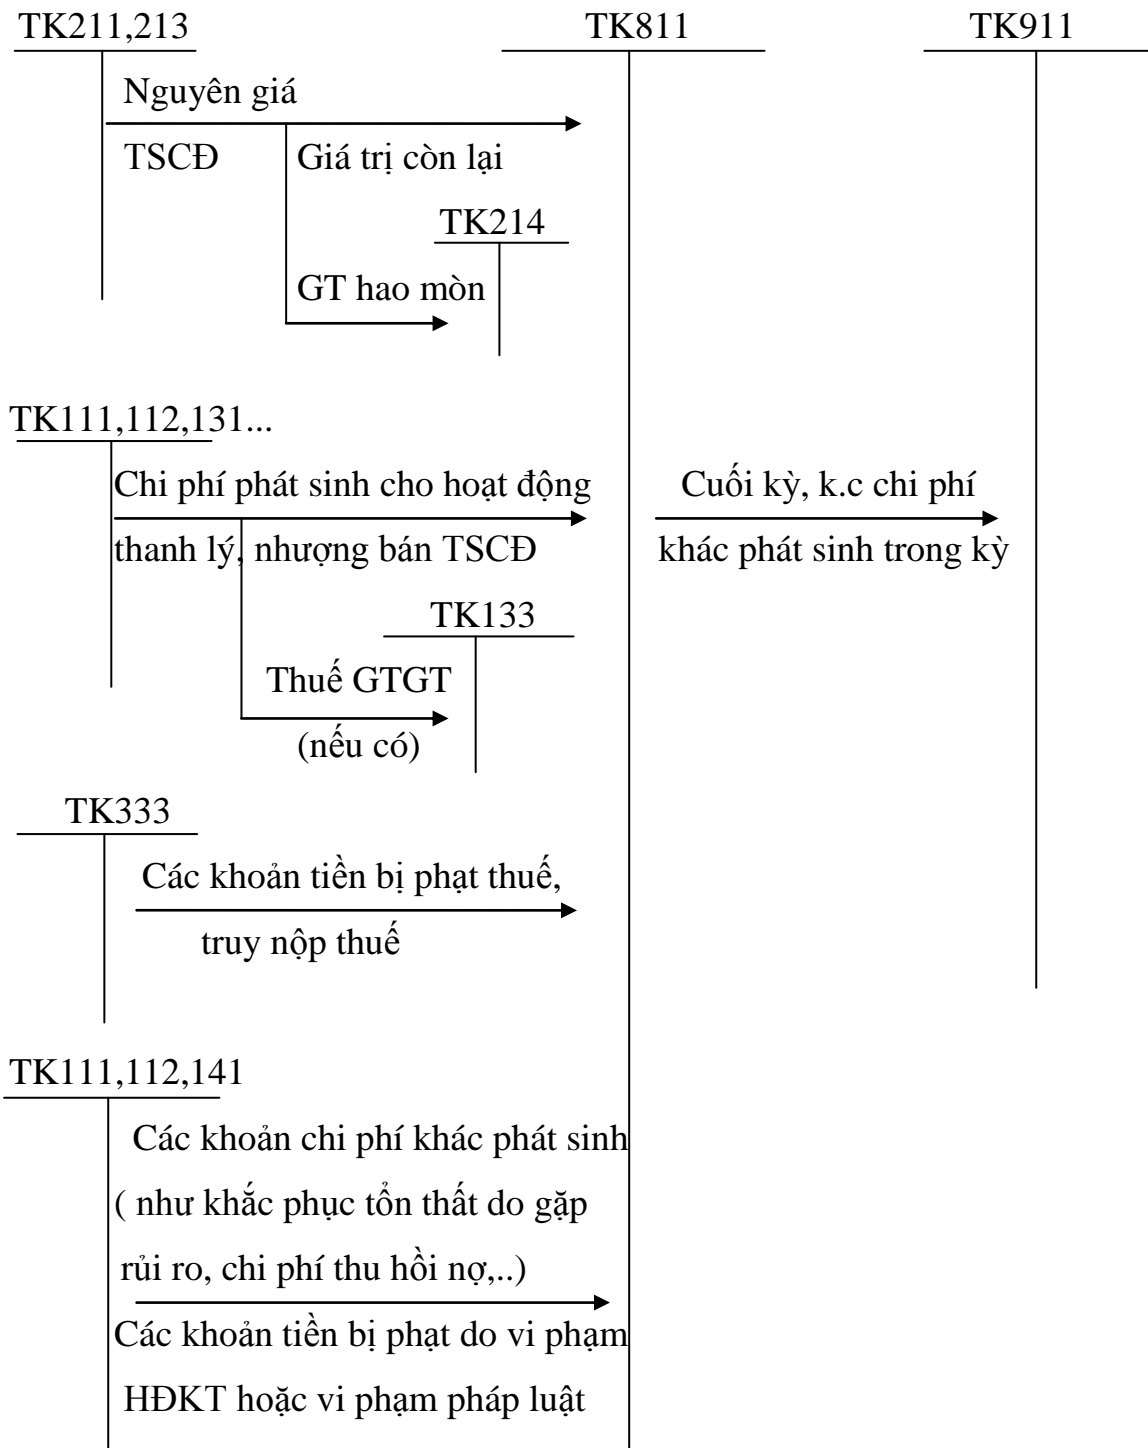 TK211,213
TK811
TK911
Nguyên giá
TSCĐ
Giá trị còn lại
TK214
GT hao mòn
TK111,112,131...
Chi phí phát sinh cho hoạt động
thanh lý, nhượng bán TSCĐ
Cuối kỳ, k.c chi phí
khác phát sinh trong kỳ
TK133
Thuế GTGT
(nếu có)
TK333
Các khoản tiền bị phạt thuế,
truy nộp thuế
TK111,112,141
Các khoản chi phí khác phát sinh
( như khắc phục tổn thất do gặp
rủi ro, chi phí thu hồi nợ,..)
Các khoản tiền bị phạt do vi phạm
HĐKT hoặc vi phạm pháp luật